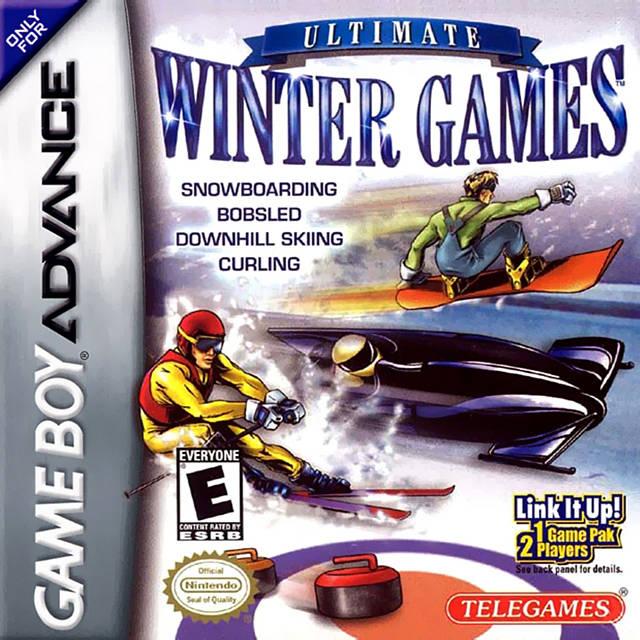 ONLY
FOR
GAME BOY ADVANCE
®
ULTIMATE
WINTER GAMES
™
SNOWBOARDING
BOBSLED
DOWNHILL SKIING
CURLING
EVERYONE
E
CONTENT RATED BY
ESRB
Official
Nintendo
Seal of Quality
®
Link It Up!
1 Game Pak
2 Players
See back panel for details.
TELEGAMES®